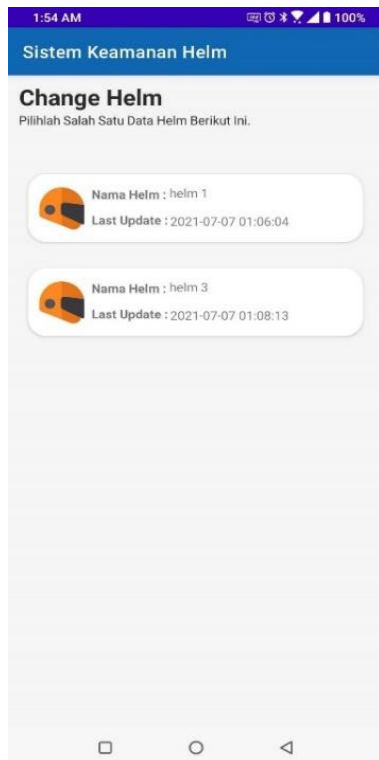 1:54 AM 100%
Sistem Keamanan Helm
Change Helm
Pilihlah Salah Satu Data Helm Berikut Ini.
Nama Helm : helm 1
Last Update : 2021-07-07 01:06:04
Nama Helm : helm 3
Last Update : 2021-07-07 01:08:13